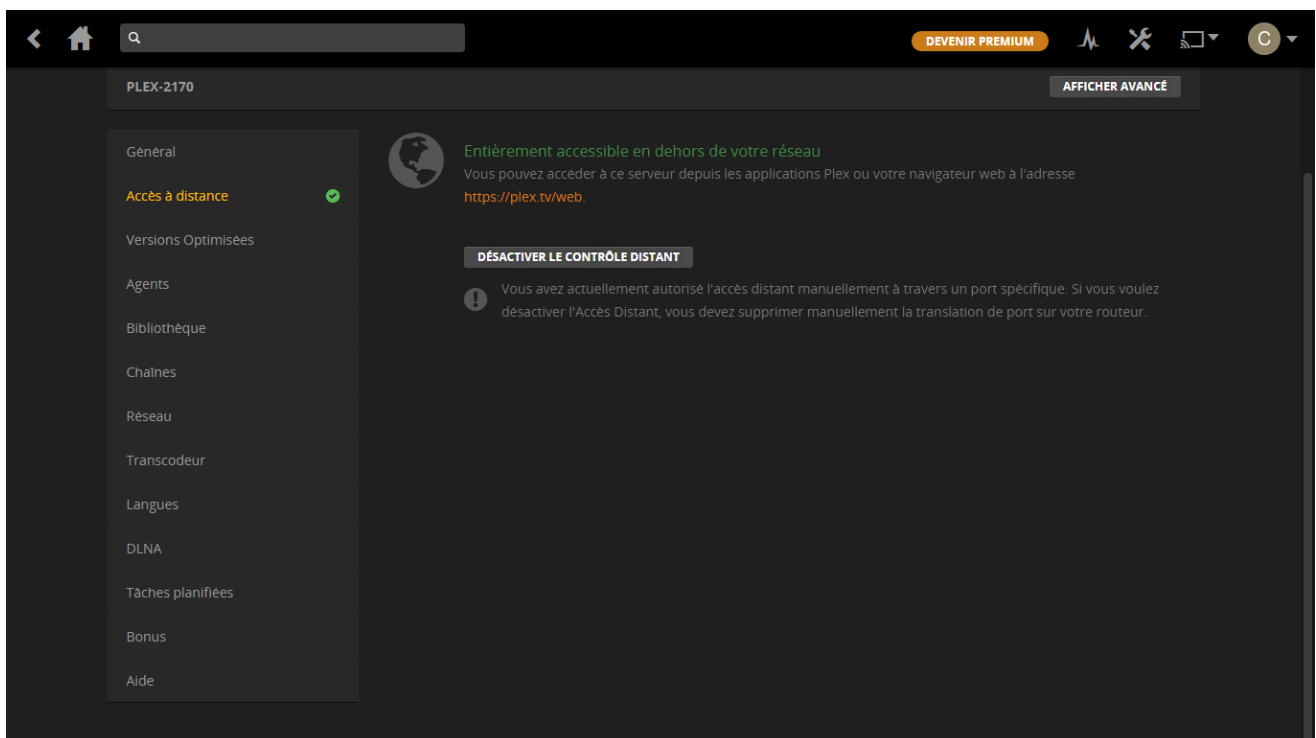 DEVENIR PREMIUM
C
PLEX-2170
AFFICHER AVANCÉ
Général
Accès à distance
Versions Optimisées
Agents
Bibliothèque
Chaînes
Réseau
Transcodeur
Langues
DLNA
Tâches planifiées
Bonus
Aide
Entièrement accessible en dehors de votre réseau
Vous pouvez accéder à ce serveur depuis les applications Plex ou votre navigateur web à l'adresse
https://plex.tv/web.
DÉSACTIVER LE CONTRÔLE DISTANT
Vous avez actuellement autorisé l'accès distant manuellement à travers un port spécifique. Si vous voulez
désactiver l'Accès Distant, vous devez supprimer manuellement la translation de port sur votre routeur.